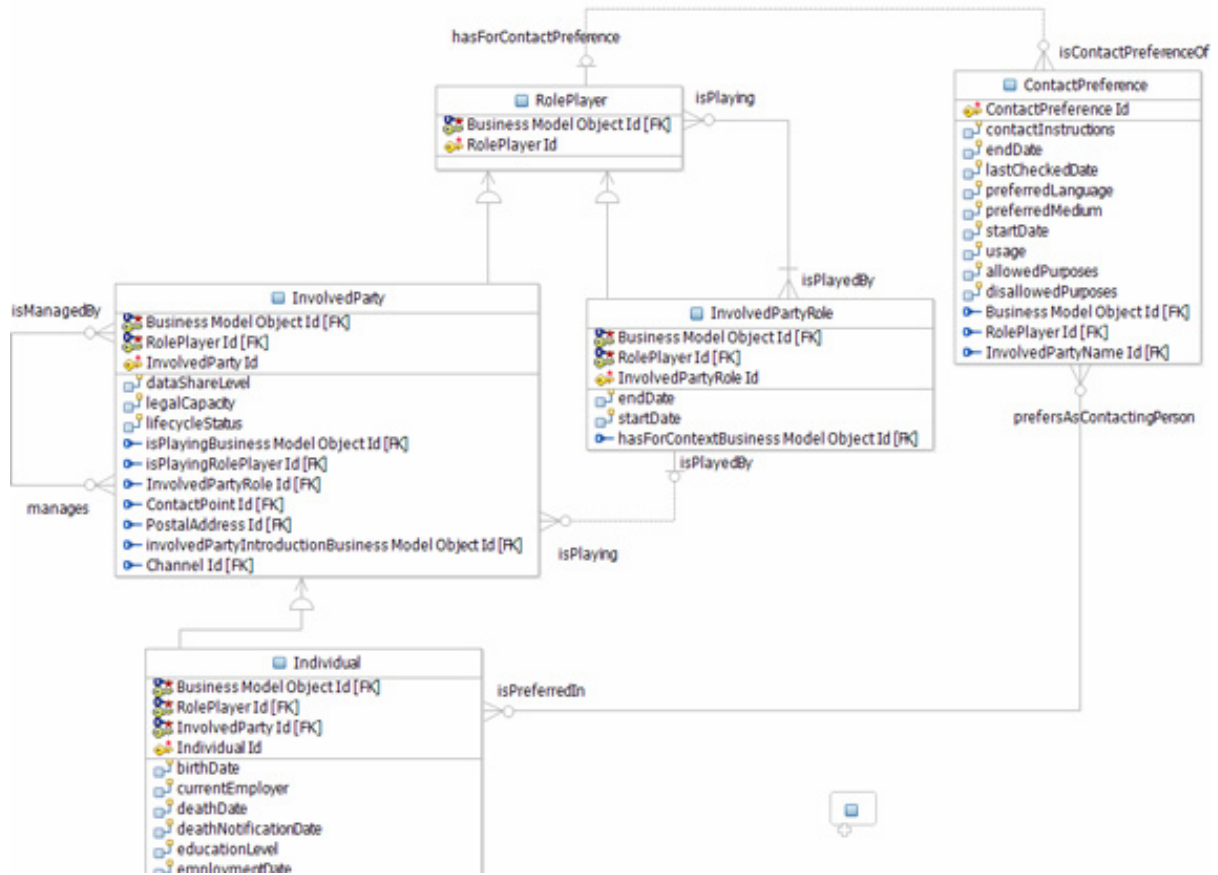 hasForContactPreference
isContactPreferenceOf
RolePlayer
Business Model Object Id [FK]
RolePlayer Id
isPlaying
ContactPreference
ContactPreference Id
contactInstructions
endDate
lastCheckedDate
preferredLanguage
preferredMedium
startDate
usage
allowedPurposes
disallowedPurposes
Business Model Object Id [FK]
RolePlayer Id [FK]
InvolvedPartyName Id [FK]
isManagedBy
InvolvedParty
Business Model Object Id [FK]
RolePlayer Id [FK]
InvolvedParty Id
dataShareLevel
legalCapacity
lifecycleStatus
isPlayingBusiness Model Object Id [FK]
isPlayingRolePlayer Id [FK]
InvolvedPartyRole Id [FK]
ContactPoint Id [FK]
PostalAddress Id [FK]
involvedPartyIntroductionBusiness Model Object Id [FK]
Channel Id [FK]
manages
isPlayedBy
InvolvedPartyRole
Business Model Object Id [FK]
RolePlayer Id [FK]
InvolvedPartyRole Id
endDate
startDate
hasForContextBusiness Model Object Id [FK]
isPlayedBy
isPlaying
prefersAsContactingPerson
Individual
Business Model Object Id [FK]
RolePlayer Id [FK]
InvolvedParty Id [FK]
Individual Id
birthDate
currentEmployer
deathDate
deathNotificationDate
educationLevel
employmentDate
isPreferredIn